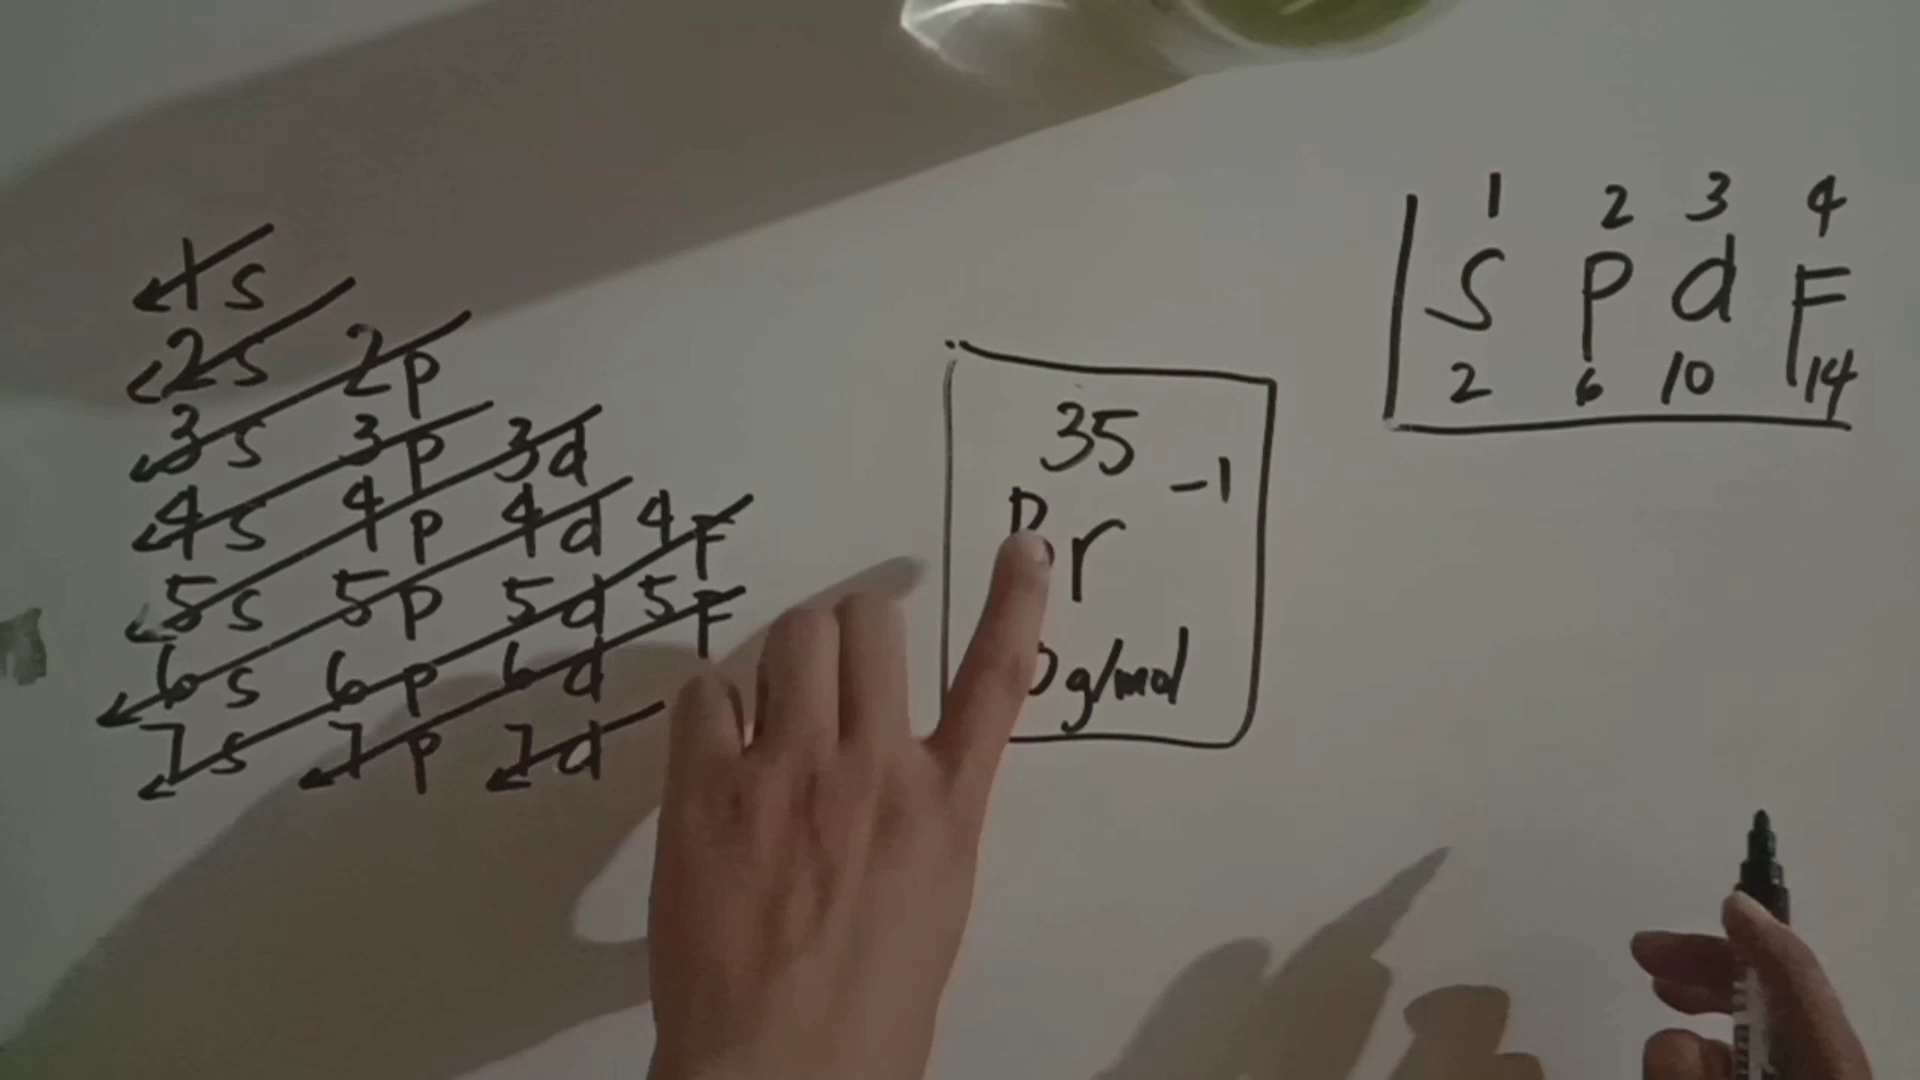 1s
2s 2p
3s 3p 3d
4s 4p 4d 4F
5s 5p 5d 5F
6s 6p 6d
7s 7p 7d
35
r -1
g/mol
1 2 3 4
S P d F
2 6 10 14